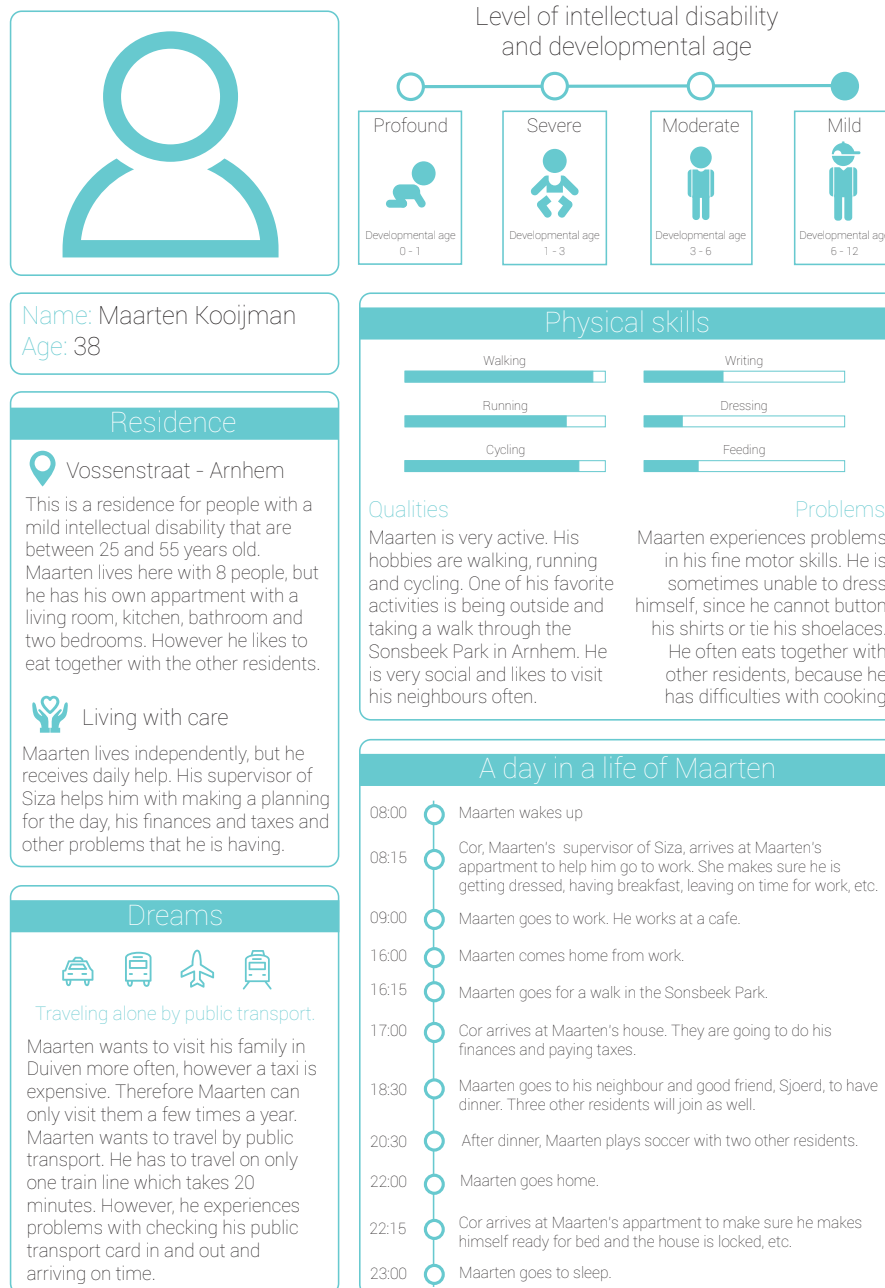 Level of intellectual disability
and developmental age
Profound
Developmental age
0 - 1
Severe
Developmental age
1 - 3
Moderate
Developmental age
3 - 6
Mild
Developmental age
6 - 12
Name: Maarten Kooijman
Age: 38
Residence
Vossenstraat - Arnhem
This is a residence for people with a
mild intellectual disability that are
between 25 and 55 years old.
Maarten lives here with 8 people, but
he has his own appartment with a
living room, kitchen, bathroom and
two bedrooms. However he likes to
eat together with the other residents.
Living with care
Maarten lives independently, but he
receives daily help. His supervisor of
Siza helps him with making a planning
for the day, his finances and taxes and
other problems that he is having.
Dreams
Traveling alone by public transport.
Maarten wants to visit his family in
Duiven more often, however a taxi is
expensive. Therefore Maarten can
only visit them a few times a year.
Maarten wants to travel by public
transport. He has to travel on only
one train line which takes 20
minutes. However, he experiences
problems with checking his public
transport card in and out and
arriving on time.
Physical skills
Walking
Running
Cycling
Writing
Dressing
Feeding
Qualities
Maarten is very active. His
hobbies are walking, running
and cycling. One of his favorite
activities is being outside and
taking a walk through the
Sonsbeek Park in Arnhem. He
is very social and likes to visit
his neighbours often.
Problems
Maarten experiences problems
in his fine motor skills. He is
sometimes unable to dress
himself, since he cannot button
his shirts or tie his shoelaces.
He often eats together with
other residents, because he
has difficulties with cooking
A day in a life of Maarten
08:00 Maarten wakes up
08:15 Cor, Maarten's supervisor of Siza, arrives at Maarten's
appartment to help him go to work. She makes sure he is
getting dressed, having breakfast, leaving on time for work, etc.
09:00 Maarten goes to work. He works at a cafe.
16:00 Maarten comes home from work.
16:15 Maarten goes for a walk in the Sonsbeek Park.
17:00 Cor arrives at Maarten's house. They are going to do his
finances and paying taxes.
18:30 Maarten goes to his neighbour and good friend, Sjoerd, to have
dinner. Three other residents will join as well.
20:30 After dinner, Maarten plays soccer with two other residents.
22:00 Maarten goes home.
22:15 Cor arrives at Maarten's appartment to make sure he makes
himself ready for bed and the house is locked, etc.
23:00 Maarten goes to sleep.